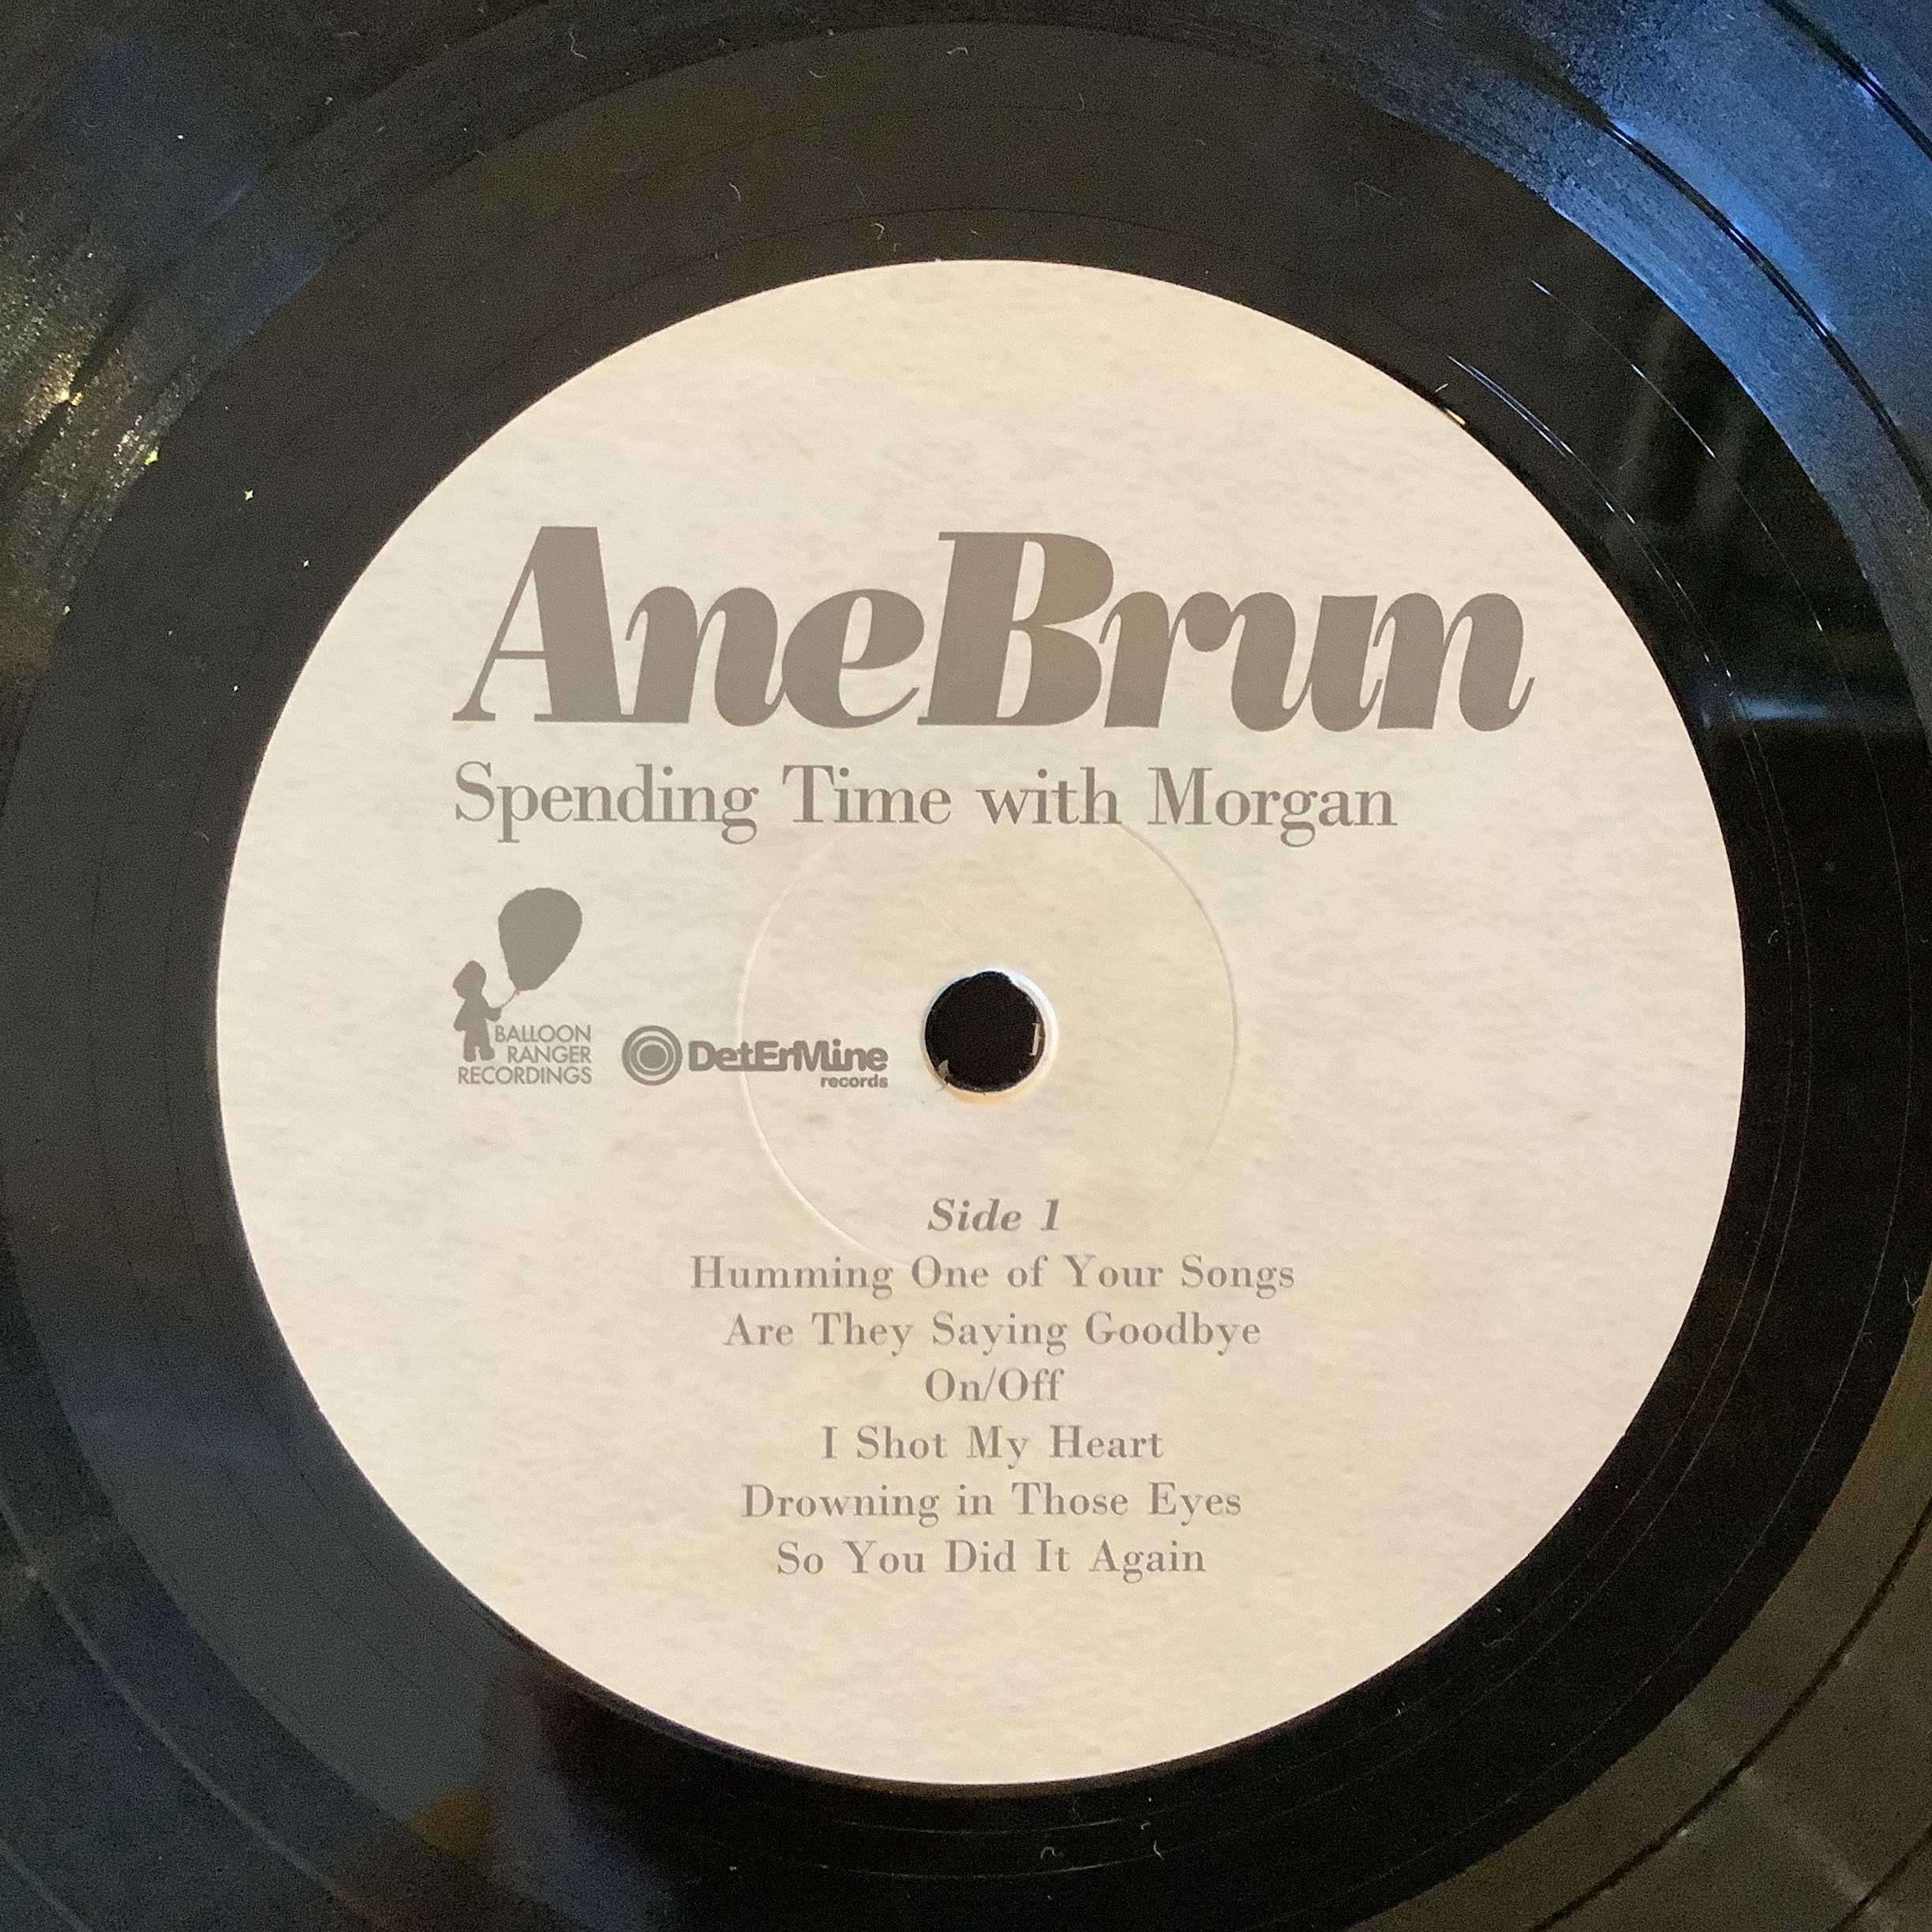 AneBrun
Spending Time with Morgan
BALLOON
RANGER
RECORDINGS
DetErMine
records
Side 1
Humming One of Your Songs
Are They Saying Goodbye
On/Off
I Shot My Heart
Drowning in Those Eyes
So You Did It Again